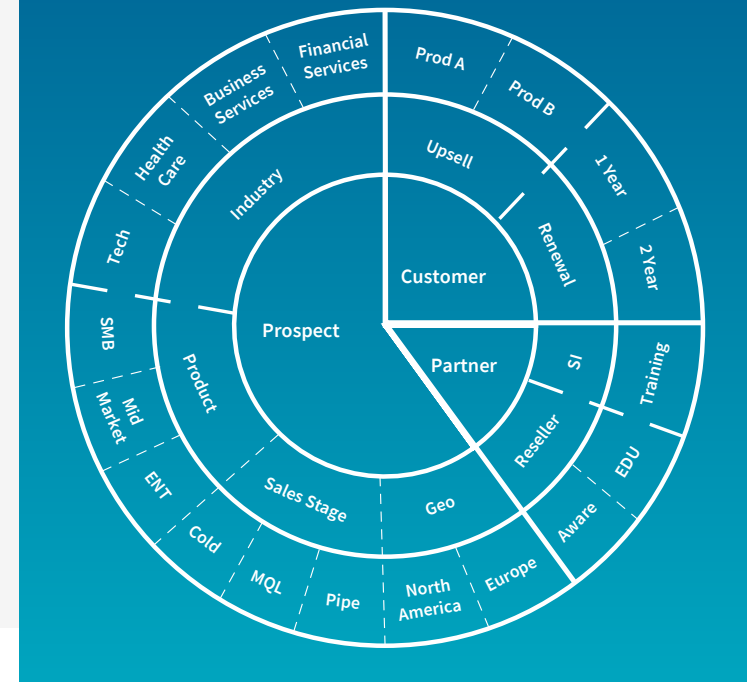 Financial
Services
Prod A
Business
Services
Prod B
Health
Care
Upsell
1 Year
Industry
Tech
Renewal
2 Year
Customer
Prospect
SMB
Partner
SI
Training
Product
Mid
Market
Reseller
EDU
ENT
Sales Stage
Geo
Aware
Cold
MQL
Pipe
North
America
Europe